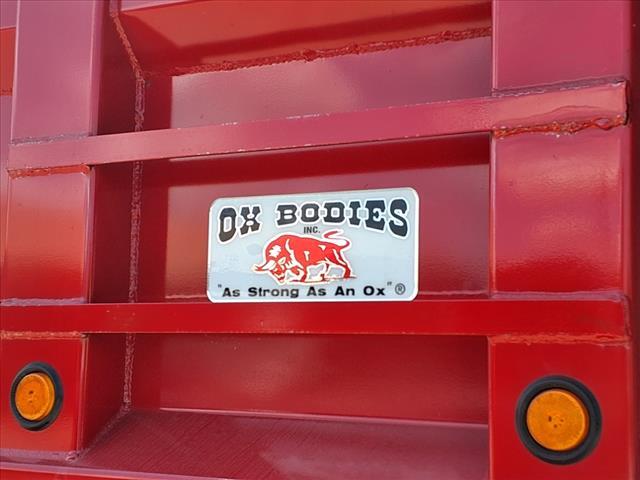 OX BODIES
INC.
"As Strong As An Ox"®